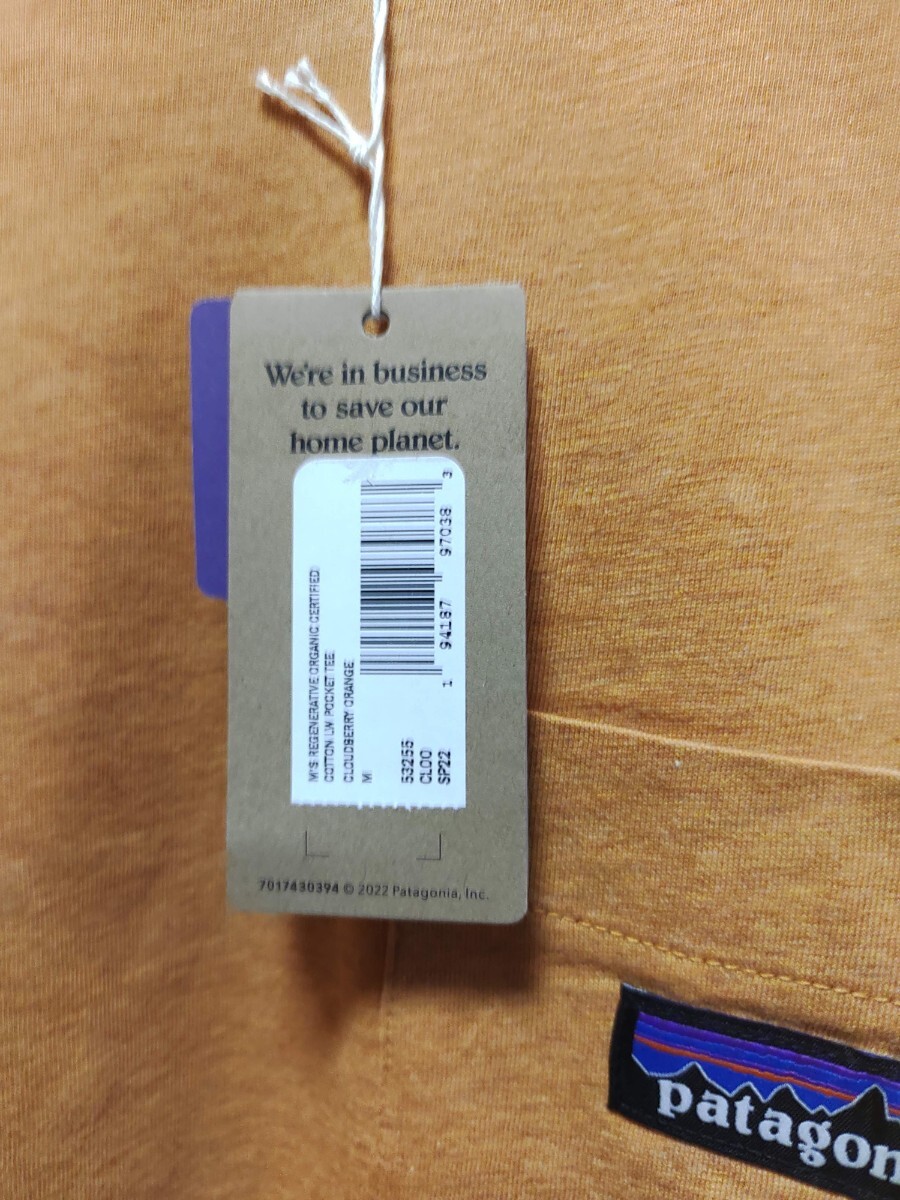 We're in business
to save our
home planet.
M'S REGENERATIVE ORGANIC CERTIFIED
COTTON LW POCKET TEE
CLOUDBERRY ORANGE
M
53255
CLOO
SP22
1 94187 97038 3
7017430394 © 2022 Patagonia, Inc.
patagon